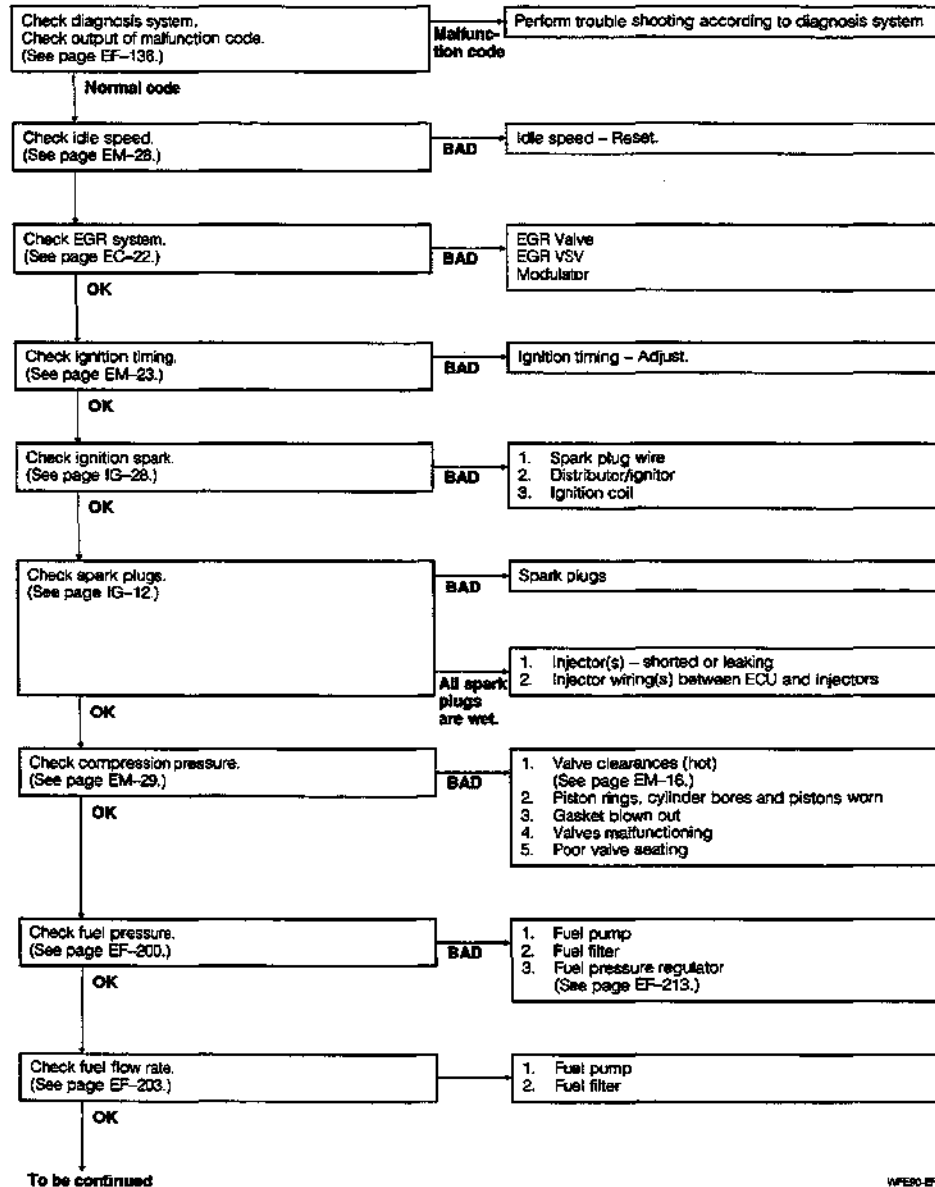 Check diagnosis system.
Check output of malfunction code.
(See page EF–136.)
Malfunc-
tion code
Perform trouble shooting according to diagnosis system
Normal code
Check idle speed.
(See page EM–28.)
BAD
Idle speed – Reset.
Check EGR system.
(See page EC–22.)
BAD
EGR Valve
EGR VSV
Modulator
OK
Check ignition timing.
(See page EM–23.)
BAD
Ignition timing – Adjust.
OK
Check ignition spark.
(See page IG–28.)
BAD
1. Spark plug wire
2. Distributor/ignitor
3. Ignition coil
OK
Check spark plugs.
(See page IG–12.)
BAD
Spark plugs
All spark
plugs
are wet.
1. Injector(s) – shorted or leaking
2. Injector wiring(s) between ECU and injectors
OK
Check compression pressure.
(See page EM–29.)
BAD
1. Valve clearances (hot)
(See page EM–16.)
2. Piston rings, cylinder bores and pistons worn
3. Gasket blown out
4. Valves malfunctioning
5. Poor valve seating
OK
Check fuel pressure.
(See page EF–200.)
BAD
1. Fuel pump
2. Fuel filter
3. Fuel pressure regulator
(See page EF–213.)
OK
Check fuel flow rate.
(See page EF–203.)
1. Fuel pump
2. Fuel filter
OK
To be continued